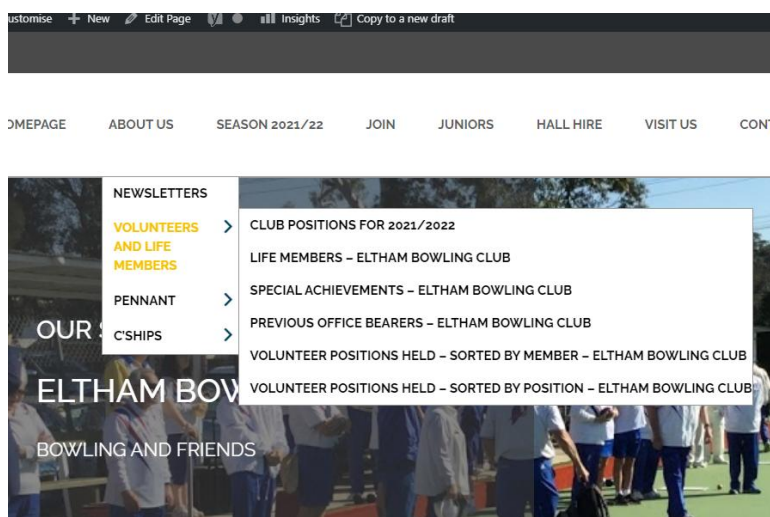 ustomise + New Edit Page Insights Copy to a new draft
OMEPAGE ABOUT US SEASON 2021/22 JOIN JUNIORS HALL HIRE VISIT US CON
NEWSLETTERS
VOLUNTEERS
AND LIFE
MEMBERS
PENNANT
C'SHIPS
CLUB POSITIONS FOR 2021/2022
LIFE MEMBERS – ELTHAM BOWLING CLUB
SPECIAL ACHIEVEMENTS – ELTHAM BOWLING CLUB
PREVIOUS OFFICE BEARERS – ELTHAM BOWLING CLUB
VOLUNTEER POSITIONS HELD – SORTED BY MEMBER – ELTHAM BOWLING CLUB
VOLUNTEER POSITIONS HELD – SORTED BY POSITION – ELTHAM BOWLING CLUB
OUR S
ELTHAM BOW
BOWLING AND FRIENDS